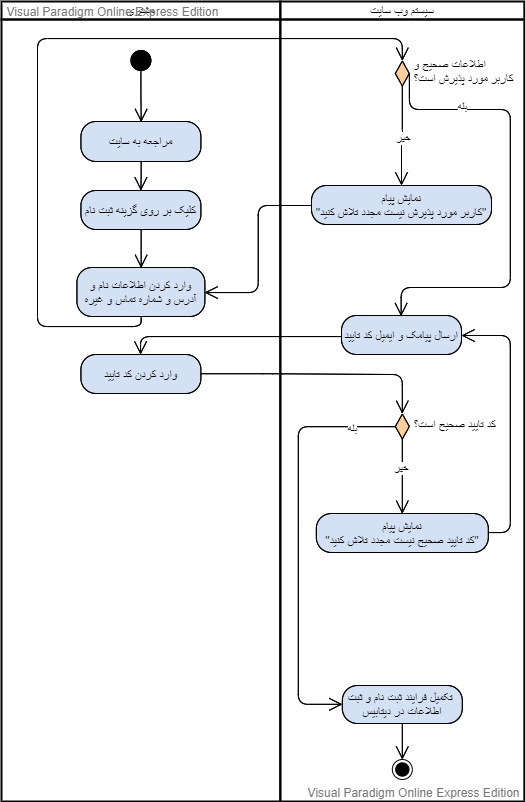 Visual Paradigm Online Express Edition
سیستم وب سایت
اطلاعات صحیح و
کاربر مورد پذیرش است؟
بله
خیر
مراجعه به سایت
نمایش پیام
"کاربر مورد پذیرش نیست مجدد تلاش کنید"
کلیک بر روی گزینه ثبت نام
وارد کردن اطلاعات نام و
آدرس و شماره تماس و غیره
ارسال پیامک و ایمیل کد تایید
وارد کردن کد تایید
کد تایید صحیح است؟
بله
خیر
نمایش پیام
"کد تایید صحیح نیست مجدد تلاش کنید"
تکمیل فرایند ثبت نام و ثبت
اطلاعات در دیتابیس
Visual Paradigm Online Express Edition